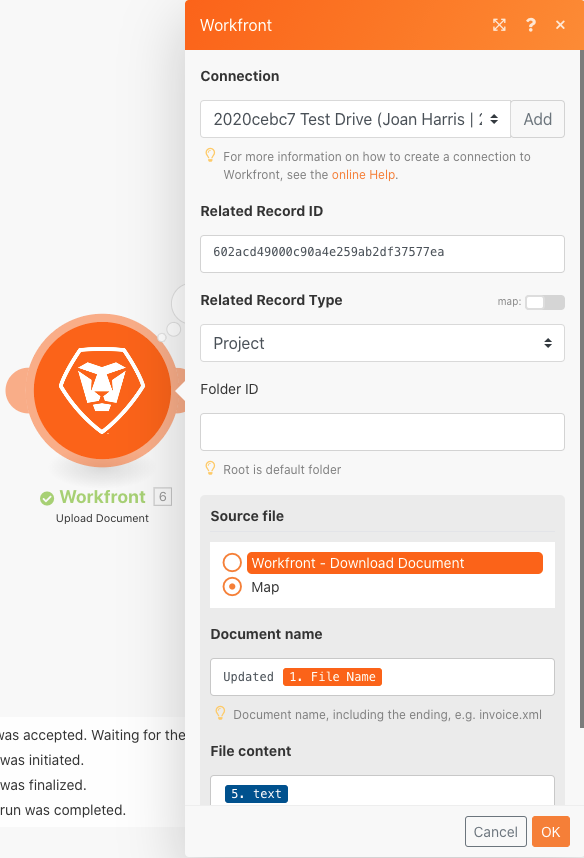 Workfront
?
×
Connection
2020cebc7 Test Drive (Joan Harris |
Add
For more information on how to create a connection to
Workfront, see the online Help.
Related Record ID
602acd49000c90a4e259ab2df37577ea
Related Record Type
map:
Project
Folder ID
Root is default folder
Source file
Workfront - Download Document
Map
Document name
Updated 1. File Name
Document name, including the ending, e.g. invoice.xml
File content
5. text
Cancel
OK
Workfront 6
Upload Document
was accepted. Waiting for the
was initiated.
was finalized.
run was completed.